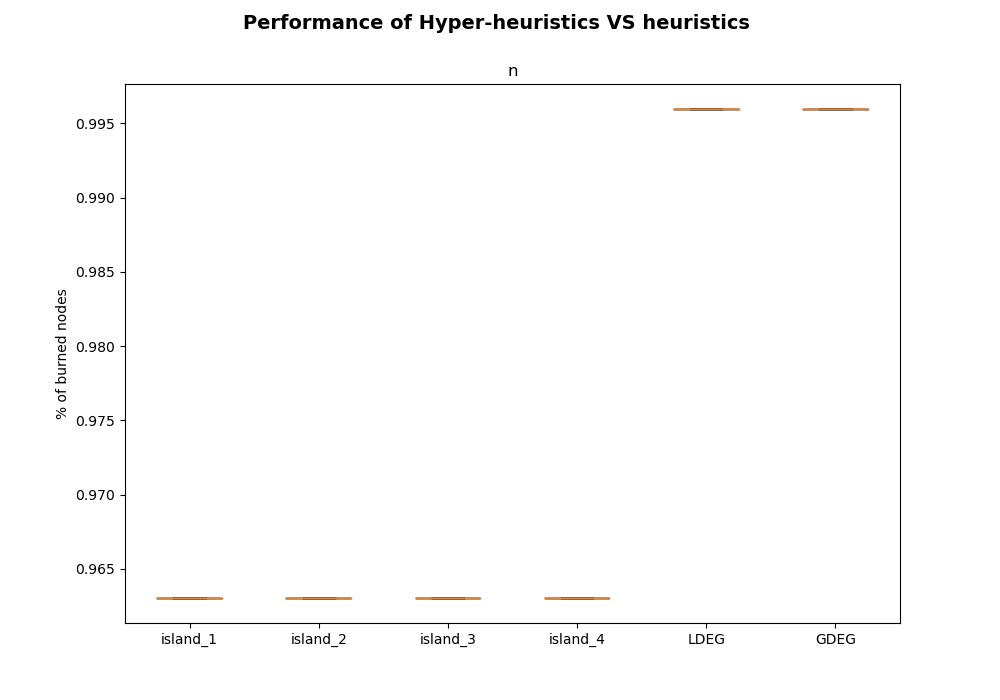 Performance of Hyper-heuristics VS heuristics
n
% of burned nodes
0.995
0.990
0.985
0.980
0.975
0.970
0.965
island_1 island_2 island_3 island_4 LDEG GDEG